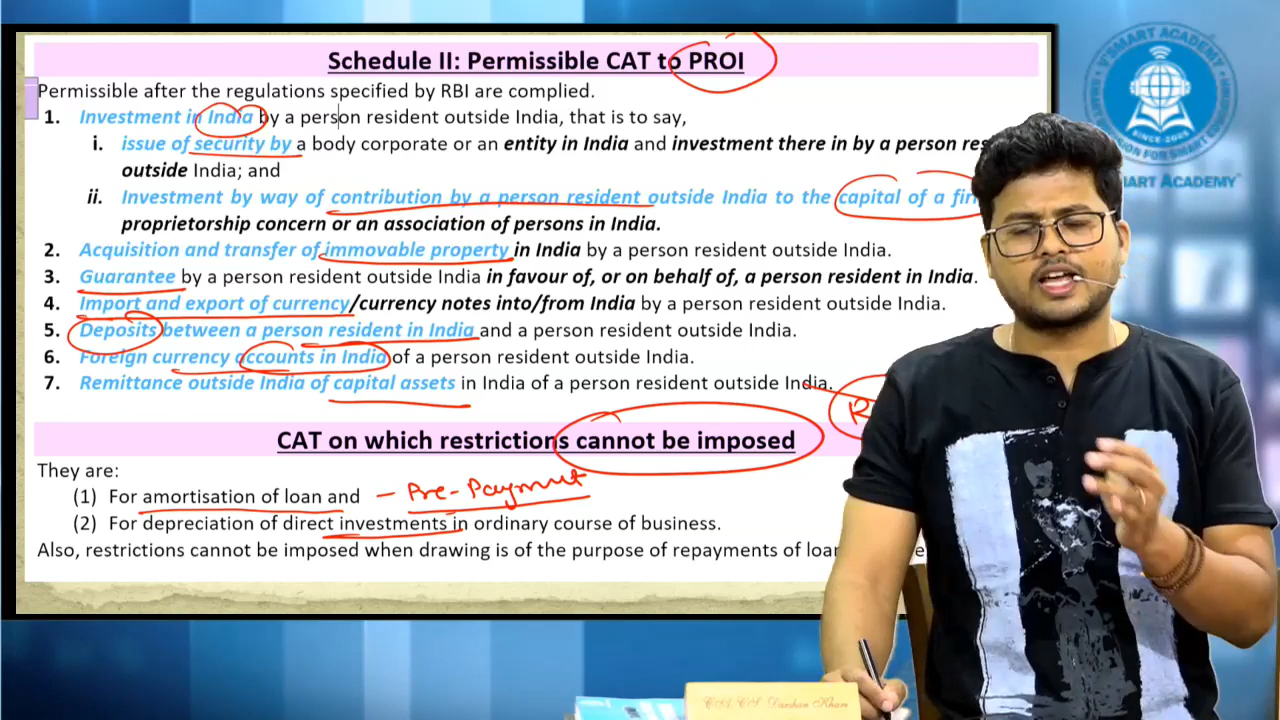 Schedule II: Permissible CAT to PROI
Permissible after the regulations specified by RBI are complied.
1. Investment in India by a person resident outside India, that is to say,
i. issue of security by a body corporate or an entity in India and investment there in by a person
outside India; and
ii. Investment by way of contribution by a person resident outside India to the capital of a
proprietorship concern or an association of persons in India.
2. Acquisition and transfer of immovable property in India by a person resident outside India.
3. Guarantee by a person resident outside India in favour of, or on behalf of, a person resident in India.
4. Import and export of currency/currency notes into/from India by a person resident outside India.
5. Deposits between a person resident in India and a person resident outside India.
6. Foreign currency accounts in India of a person resident outside India.
7. Remittance outside India of capital assets in India of a person resident outside India.
CAT on which restrictions cannot be imposed
They are:
(1) For amortisation of loan and - Pre-Payment
(2) For depreciation of direct investments in ordinary course of business.
Also, restrictions cannot be imposed when drawing is of the purpose of repayments of
V'SMART ACADEMY
SINCE-2005
SMART ACADEMY
CA. CS. Darshan Khare